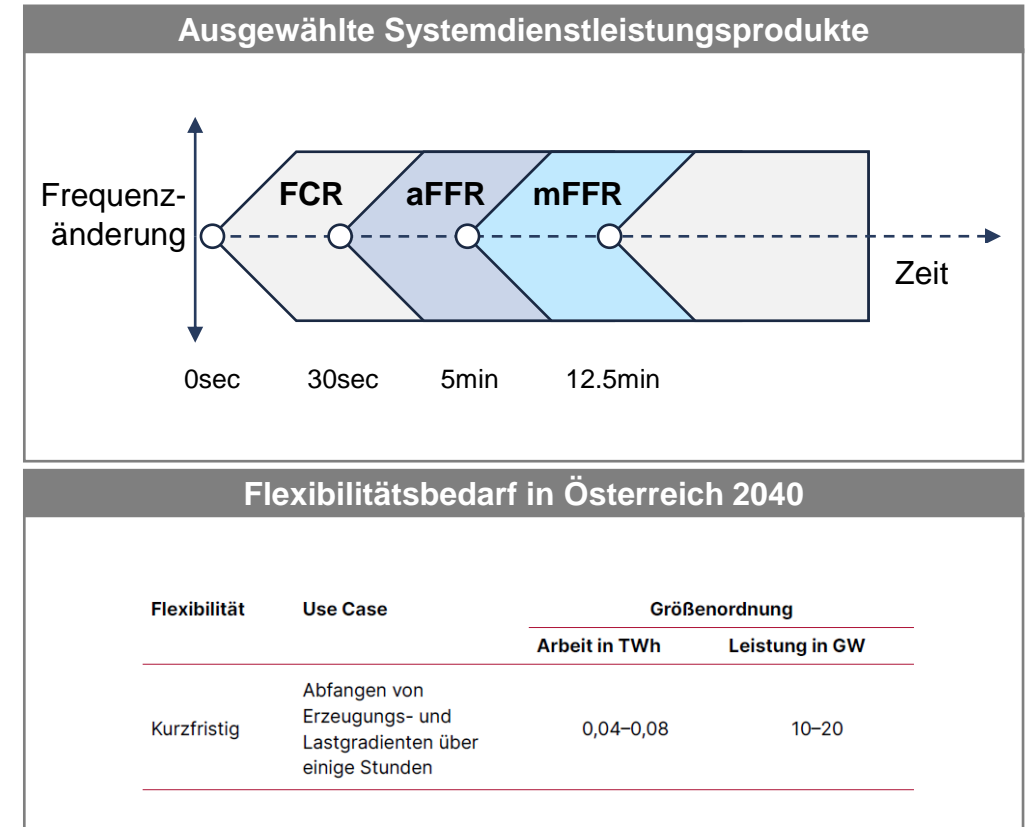 Ausgewählte Systemdienstleistungsprodukte
Frequenz-
änderung
FCR
aFFR
mFFR
Zeit
0sec
30sec
5min
12.5min
Flexibilitätsbedarf in Österreich 2040
Flexibilität
Use Case
Größenordnung
Arbeit in TWh
Leistung in GW
Kurzfristig
Abfangen von
Erzeugungs- und
Lastgradienten über
einige Stunden
0,04–0,08
10–20